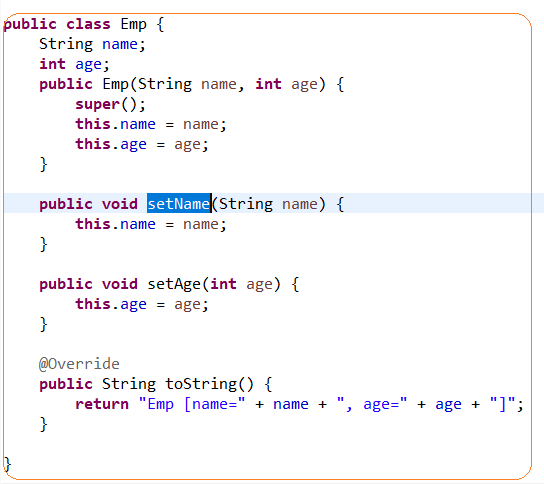 public class Emp {
    String name;
    int age;
    public Emp(String name, int age) {
        super();
        this.name = name;
        this.age = age;
    }

    public void setName(String name) {
        this.name = name;
    }

    public void setAge(int age) {
        this.age = age;
    }

    @Override
    public String toString() {
        return "Emp [name=" + name + ", age=" + age + "]";
    }

}